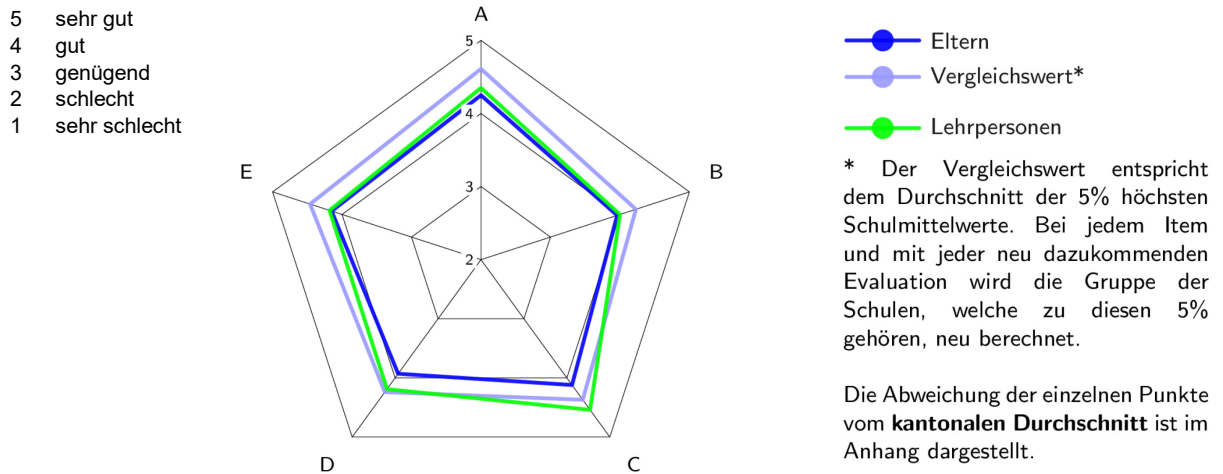 5 sehr gut
4 gut
3 genügend
2 schlecht
1 sehr schlecht
A
5
4
3
2
E
B
D
C
Eltern
Vergleichswert*
Lehrpersonen
* Der Vergleichswert entspricht
dem Durchschnitt der 5% höchsten
Schulmittelwerte. Bei jedem Item
und mit jeder neu dazukommenden
Evaluation wird die Gruppe der
Schulen, welche zu diesen 5%
gehören, neu berechnet.
Die Abweichung der einzelnen Punkte
vom kantonalen Durchschnitt ist im
Anhang dargestellt.